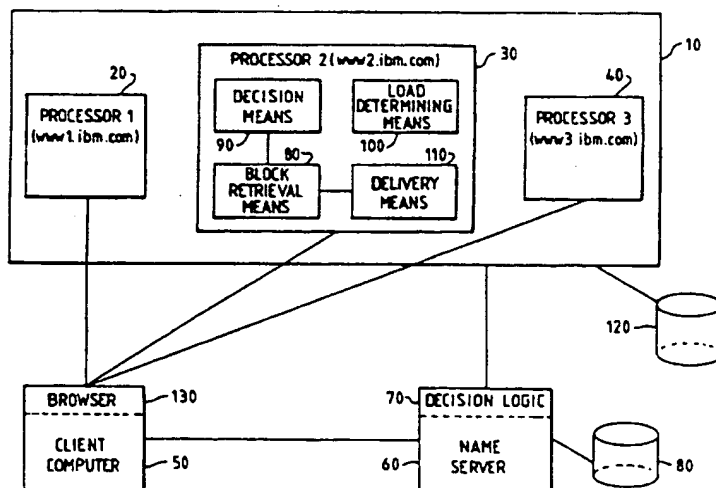 10
20
PROCESSOR 1
(www1.ibm.com)
PROCESSOR 2 (www2.ibm.com)
30
DECISION
MEANS
90
LOAD
DETERMINING
MEANS
100
80
BLOCK
RETRIEVAL
MEANS
110
DELIVERY
MEANS
40
PROCESSOR 3
(www3 ibm.com)
120
BROWSER
130
CLIENT
COMPUTER
50
70
DECISION LOGIC
60
NAME
SERVER
80